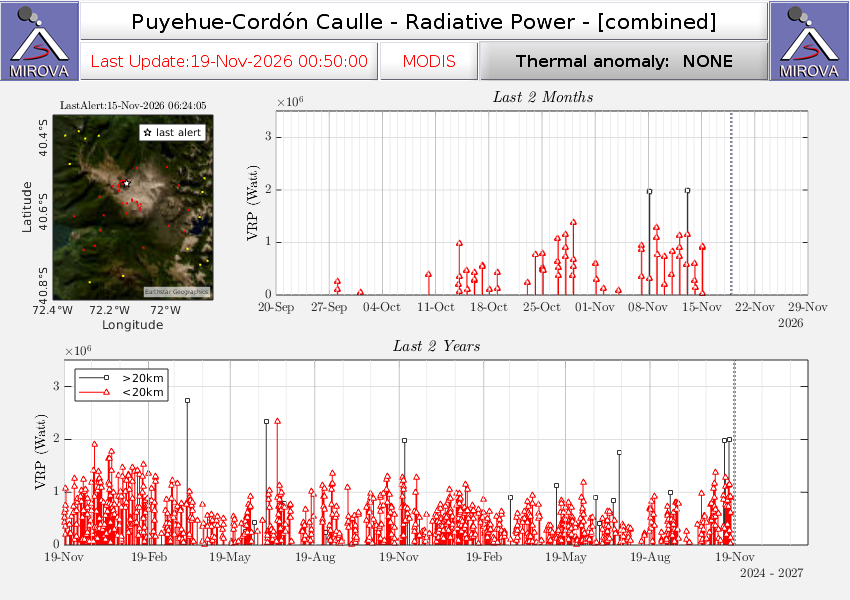 Puyehue-Cordón Caulle - Radiative Power - [combined]
MIROVA
Last Update:19-Nov-2026 00:50:00
MODIS
Thermal anomaly: NONE
MIROVA
LastAlert:15-Nov-2026 06:24:05
last alert
Latitude
40.4°S
40.6°S
40.8°S
Earthstar Geographics
72.4°W
72.2°W
72°W
Longitude
Last 2 Months
×10^6
VRP (Watt)
3
2
1
0
20-Sep
27-Sep
04-Oct
11-Oct
18-Oct
25-Oct
01-Nov
08-Nov
15-Nov
22-Nov
29-Nov
2026
Last 2 Years
×10^6
VRP (Watt)
3
2
1
0
>20km
<20km
19-Nov
19-Feb
19-May
19-Aug
19-Nov
19-Feb
19-May
19-Aug
19-Nov
2024 - 2027